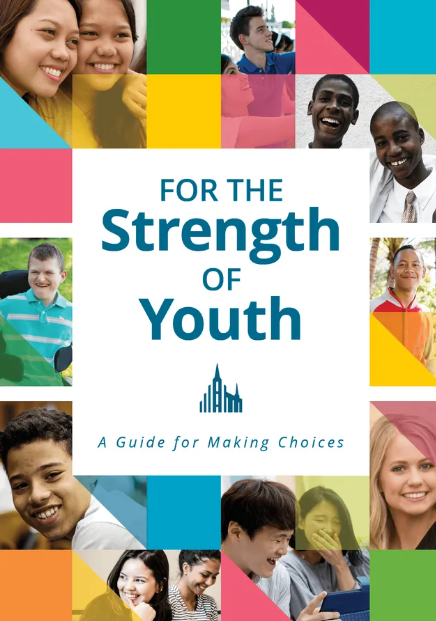 FOR THE
Strength
OF
Youth
A Guide for Making Choices